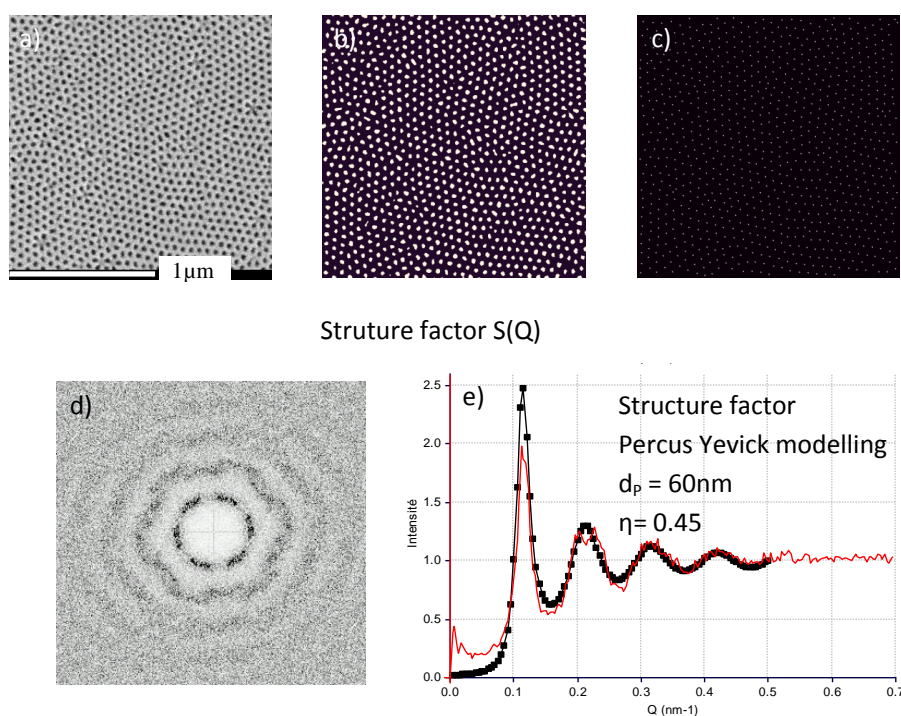 a)
b)
c)
1µm
Struture factor S(Q)
d)
e)
Structure factor
Percus Yevick modelling
dP = 60nm
η= 0.45
Intensité
2.5
2.0
1.5
1.0
0.5
0.0
0.0 0.1 0.2 0.3 0.4 0.5 0.6 0.7
Q (nm-1)